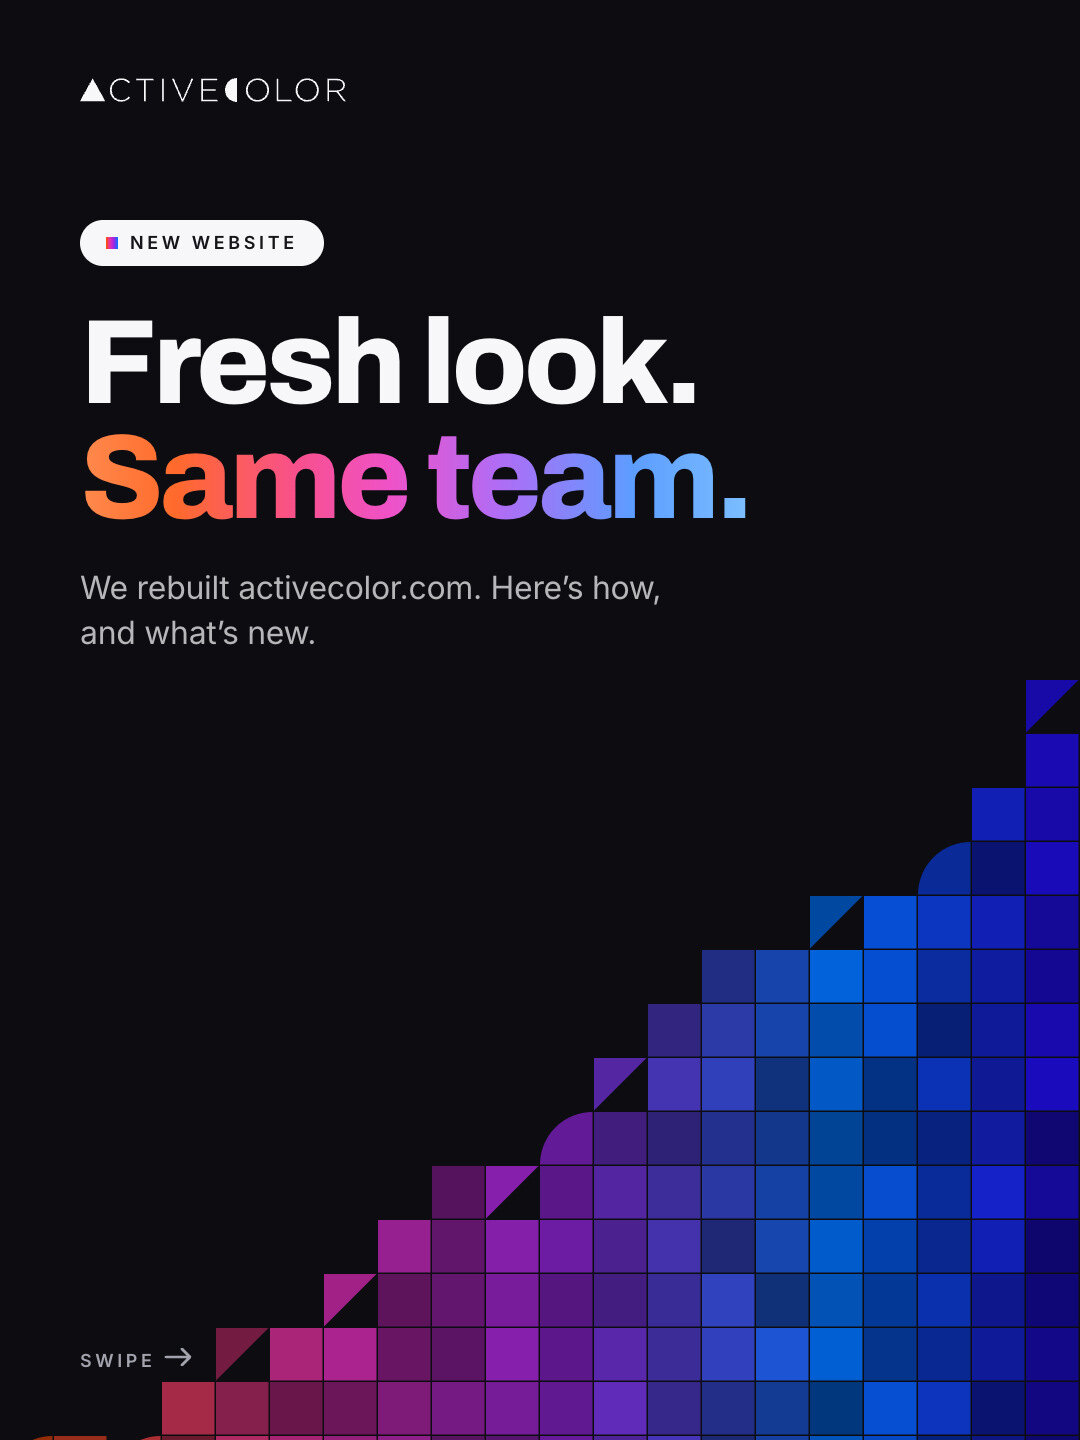 ACTIVECOLOR
NEW WEBSITE
Fresh look.
Same team.
We rebuilt activecolor.com. Here’s how,
and what’s new.
SWIPE →